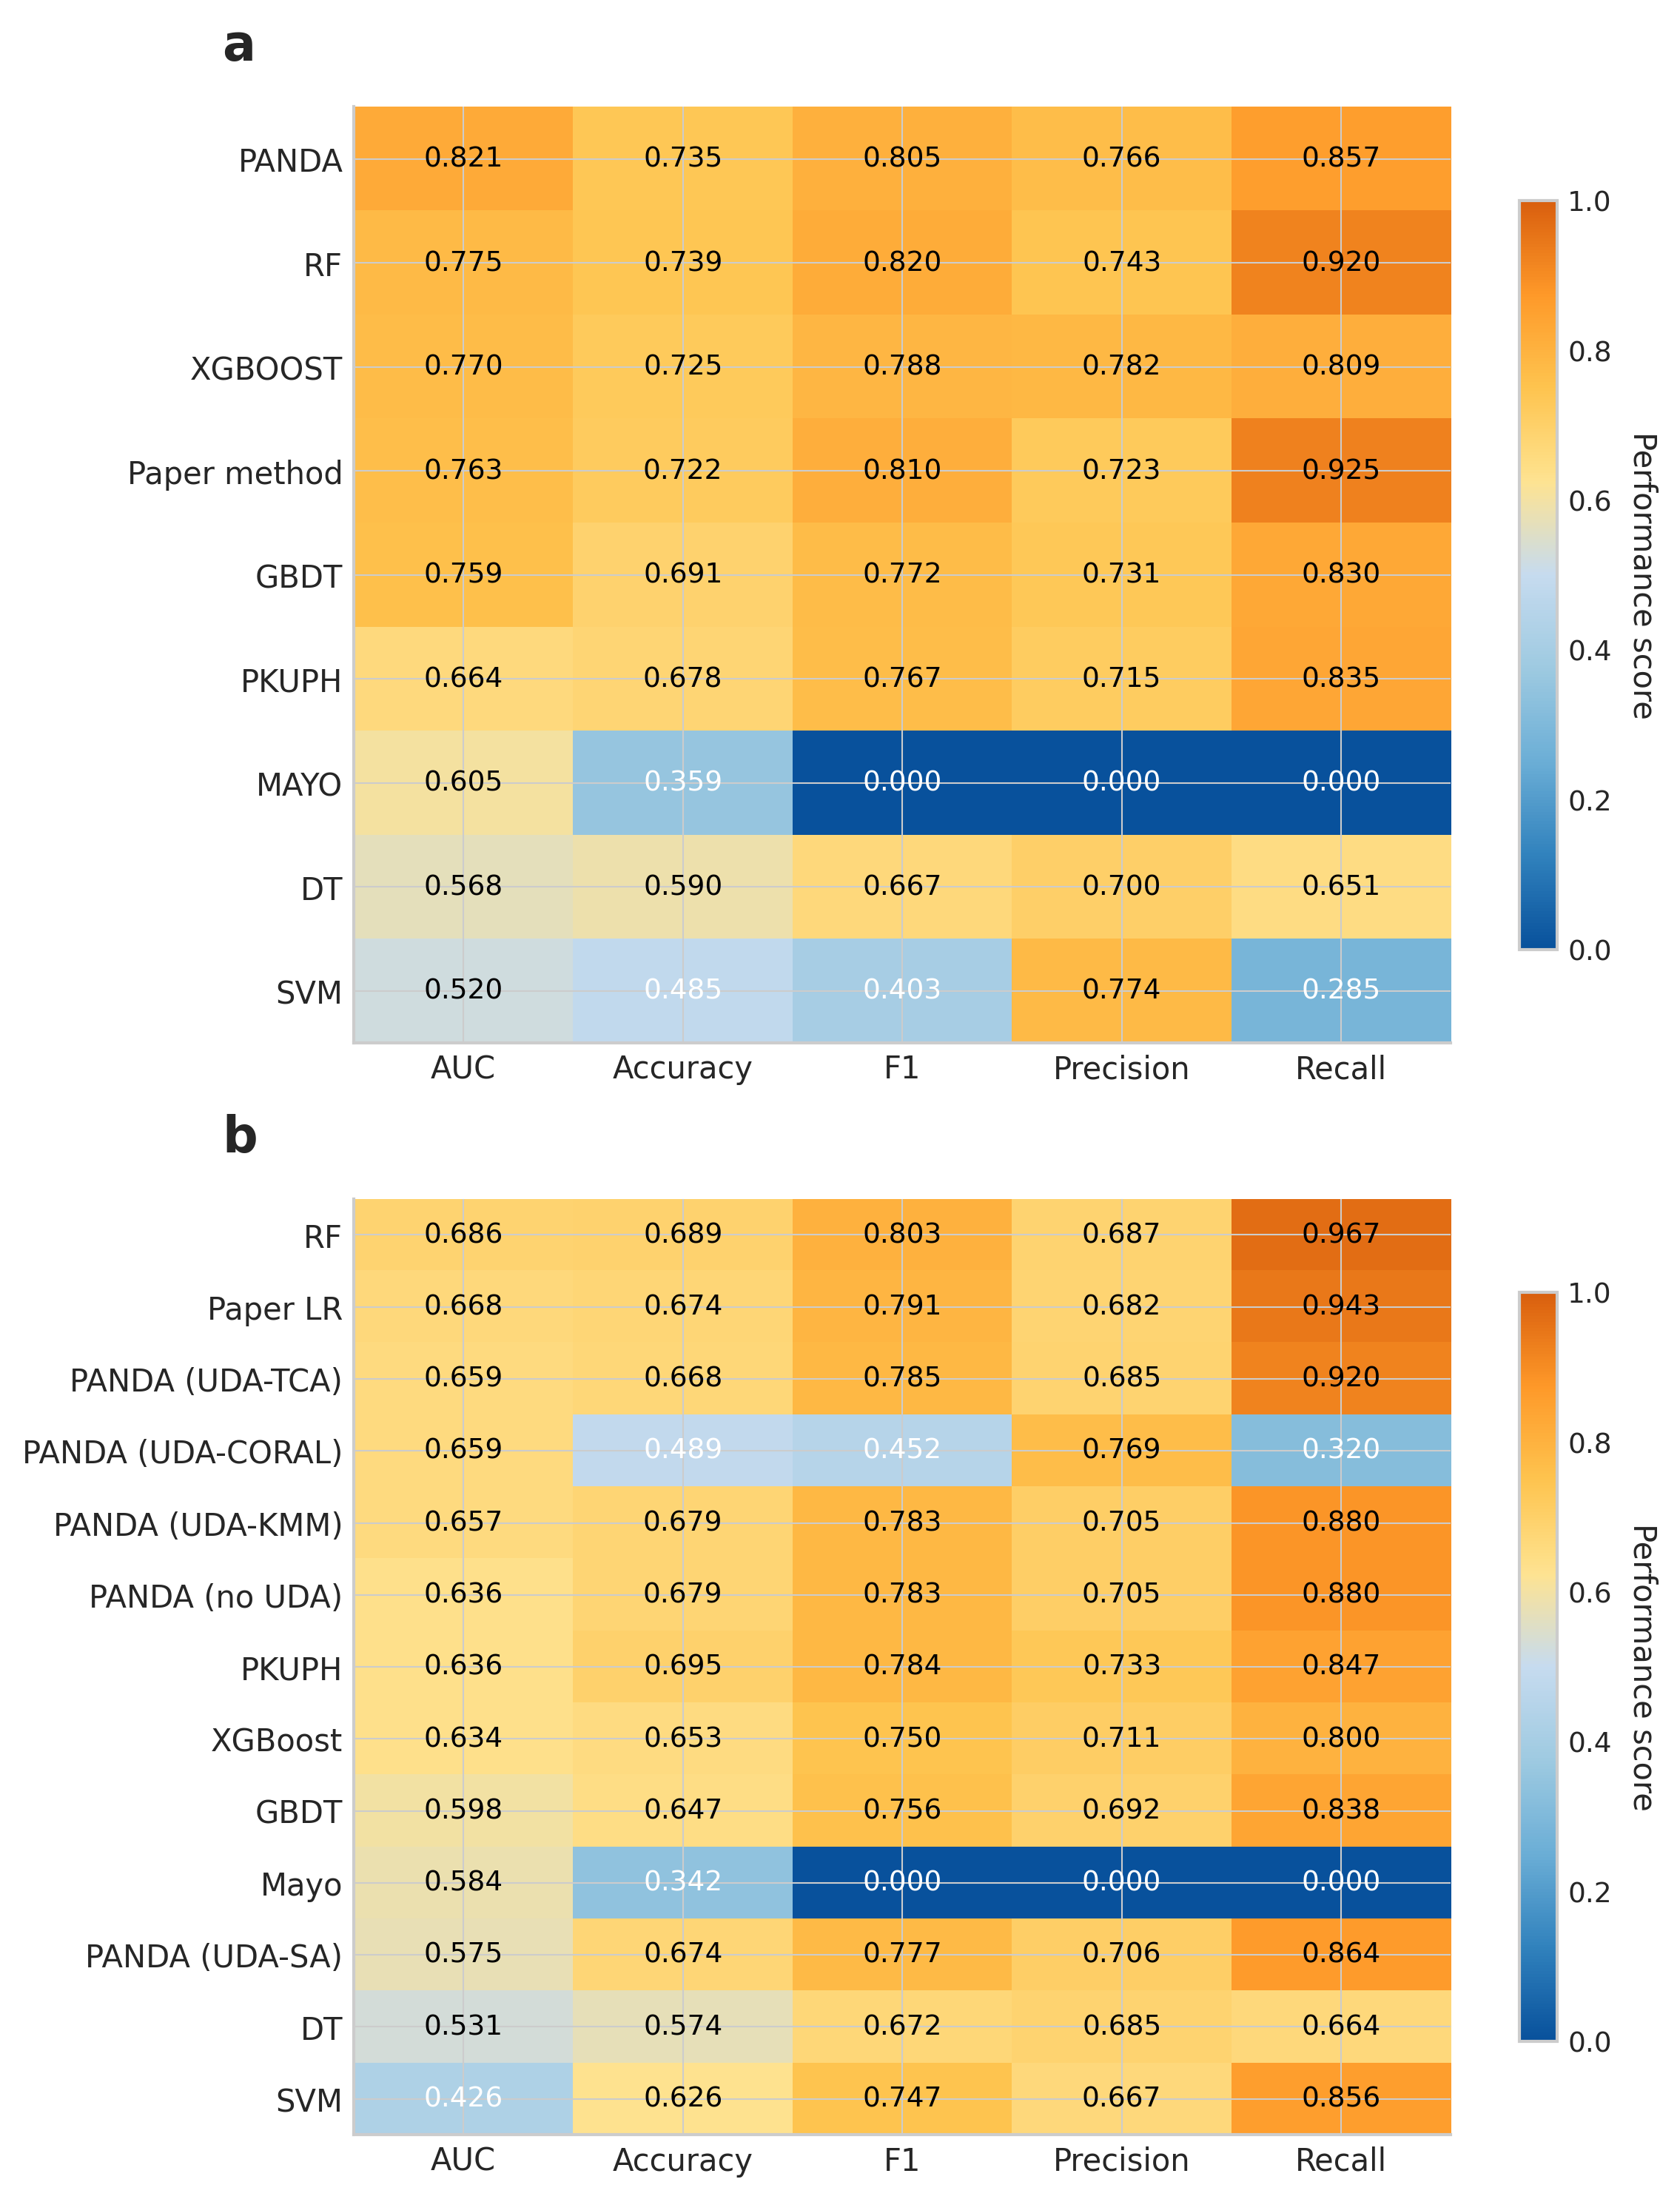 a
PANDA 0.821 0.735 0.805 0.766 0.857
RF 0.775 0.739 0.820 0.743 0.920
XGBOOST 0.770 0.725 0.788 0.782 0.809
Paper method 0.763 0.722 0.810 0.723 0.925
GBDT 0.759 0.691 0.772 0.731 0.830
PKUPH 0.664 0.678 0.767 0.715 0.835
MAYO 0.605 0.359 0.000 0.000 0.000
DT 0.568 0.590 0.667 0.700 0.651
SVM 0.520 0.485 0.403 0.774 0.285
AUC Accuracy F1 Precision Recall
1.0
0.8
0.6
0.4
0.2
0.0
Performance score
b
RF 0.686 0.689 0.803 0.687 0.967
Paper LR 0.668 0.674 0.791 0.682 0.943
PANDA (UDA-TCA) 0.659 0.668 0.785 0.685 0.920
PANDA (UDA-CORAL) 0.659 0.489 0.452 0.769 0.320
PANDA (UDA-KMM) 0.657 0.679 0.783 0.705 0.880
PANDA (no UDA) 0.636 0.679 0.783 0.705 0.880
PKUPH 0.636 0.695 0.784 0.733 0.847
XGBoost 0.634 0.653 0.750 0.711 0.800
GBDT 0.598 0.647 0.756 0.692 0.838
Mayo 0.584 0.342 0.000 0.000 0.000
PANDA (UDA-SA) 0.575 0.674 0.777 0.706 0.864
DT 0.531 0.574 0.672 0.685 0.664
SVM 0.426 0.626 0.747 0.667 0.856
AUC Accuracy F1 Precision Recall
1.0
0.8
0.6
0.4
0.2
0.0
Performance score